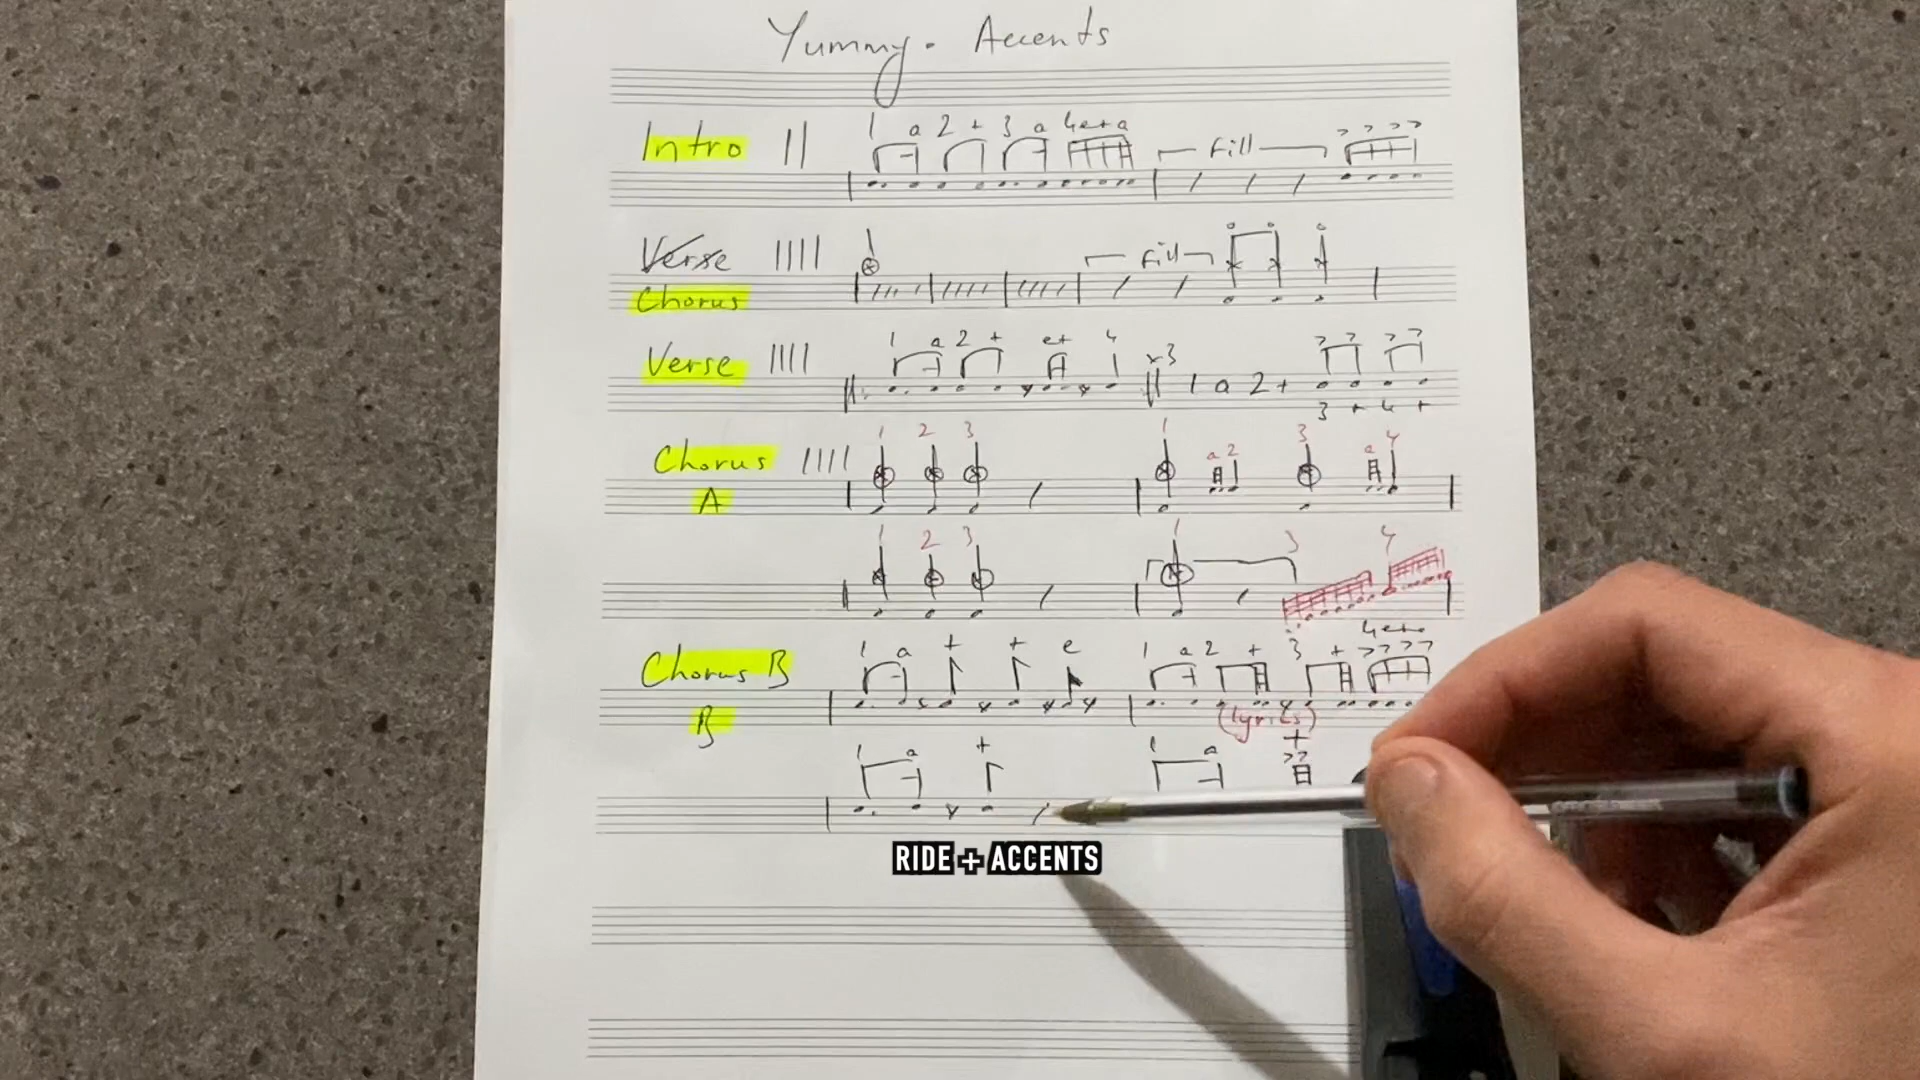 Yummy. Accents
1 a 2 + 3 a 4e+a
Intro || Fill > > > >
Verse |||| Fill
Chorus
1 a 2 + e+ 4 x3 > > > >
Verse |||| 1 a 2 +
3 + 4 +
1 2 3 1 a 2 3 a 4
Chorus ||||
A
1 2 3 1 3 4
1 a + + e 1 a 2 + 3 + 4e+a
Chorus B > > > >
B (lyrics)
1 a + 1 a +
> >
RIDE + ACCENTS